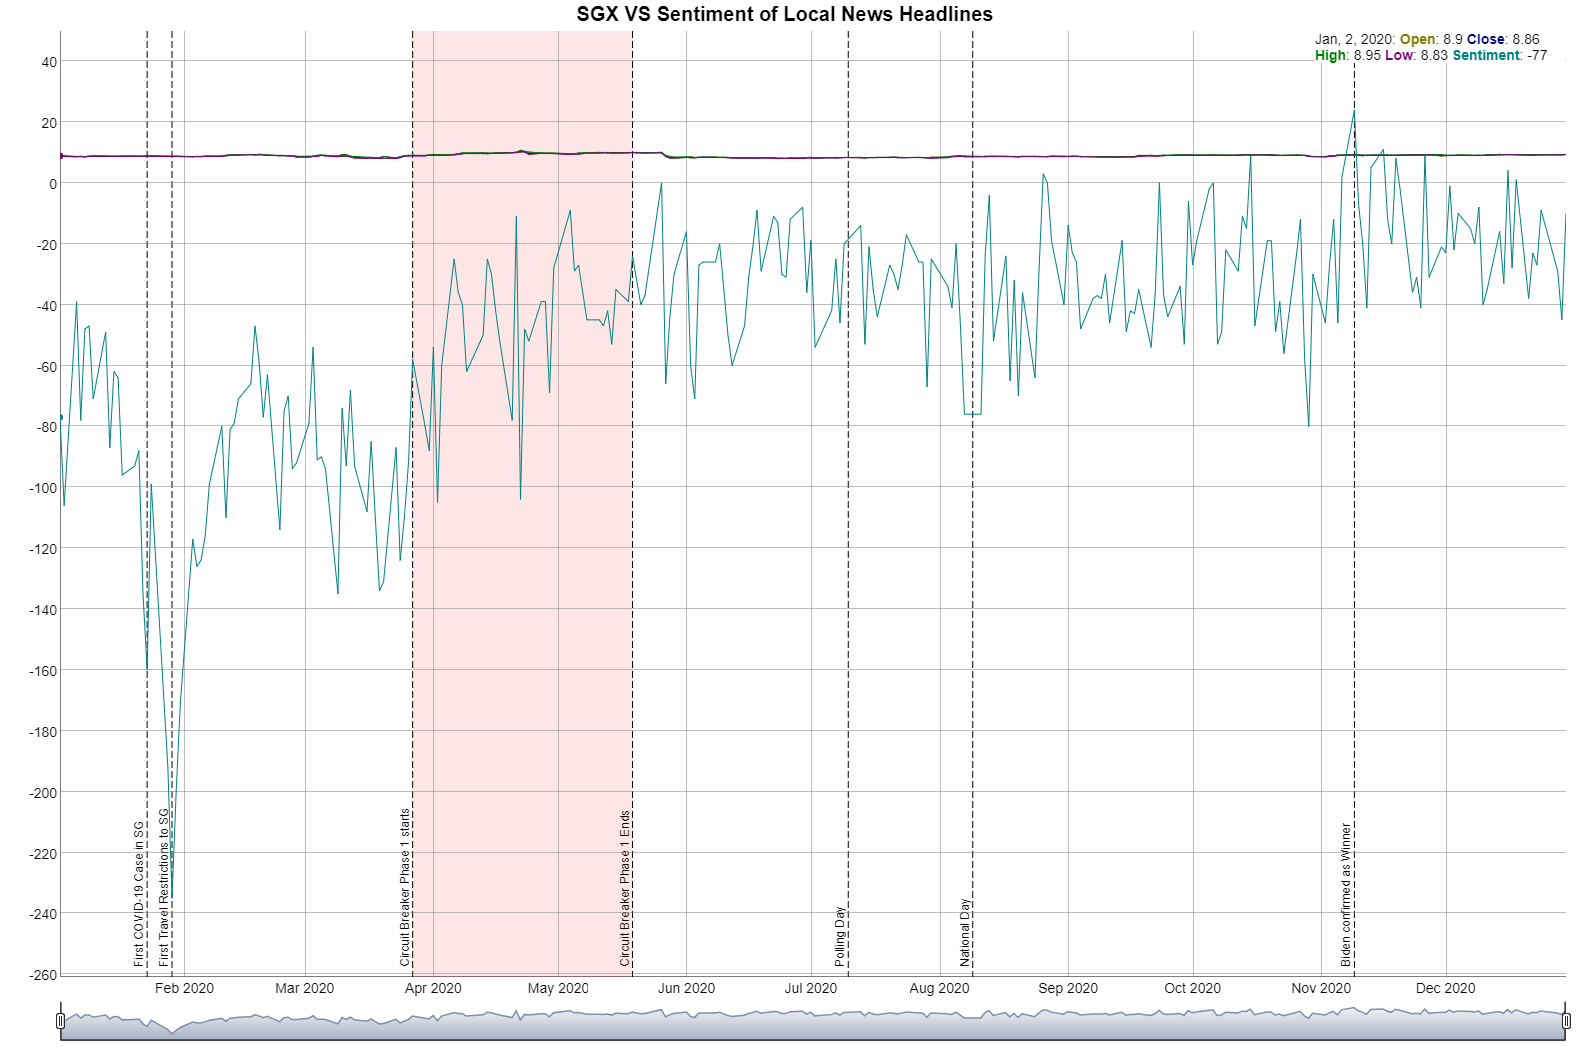 SGX VS Sentiment of Local News Headlines
Jan, 2, 2020: Open: 8.9 Close: 8.86
High: 8.95 Low: 8.83 Sentiment: -77
40
20
0
-20
-40
-60
-80
-100
-120
-140
-160
-180
-200
-220
-240
-260
First COVID-19 Case in SG
First Travel Restrictions to SG
Circuit Breaker Phase 1 starts
Circuit Breaker Phase 1 Ends
Polling Day
National Day
Biden confirmed as Winner
Feb 2020
Mar 2020
Apr 2020
May 2020
Jun 2020
Jul 2020
Aug 2020
Sep 2020
Oct 2020
Nov 2020
Dec 2020